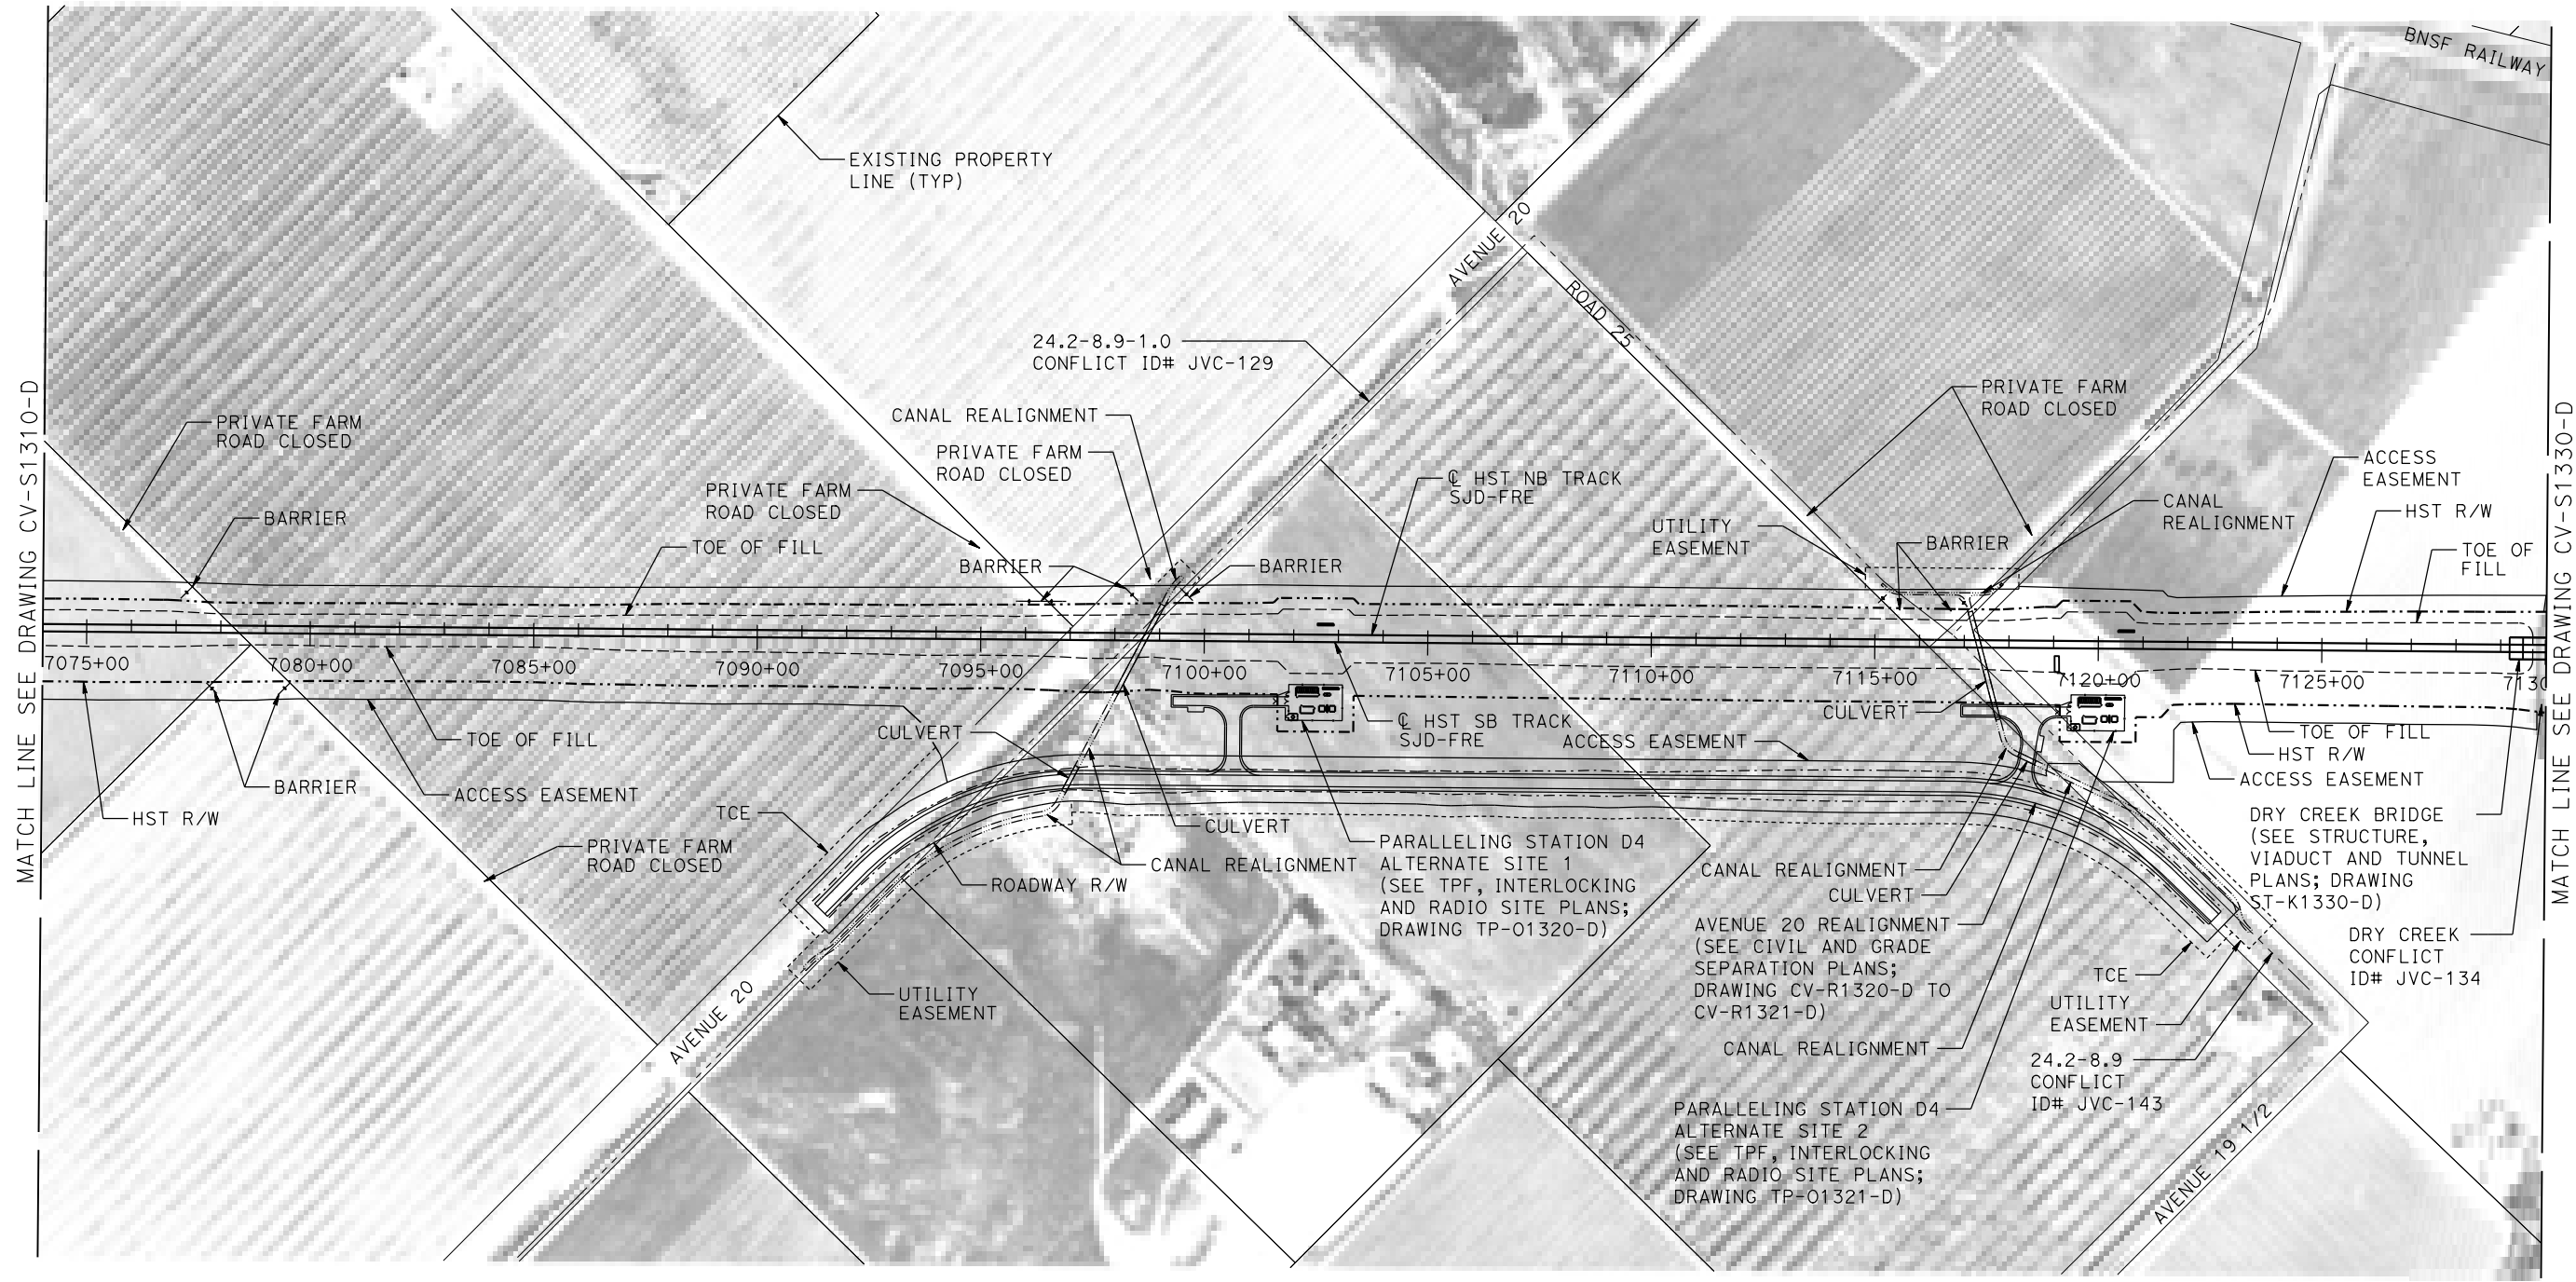 BNSF RAILWAY
EXISTING PROPERTY
LINE (TYP)
AVENUE 20
ROAD 25
24.2-8.9-1.0
CONFLICT ID# JVC-129
MATCH LINE SEE DRAWING CV-S1310-D
MATCH LINE SEE DRAWING CV-S1330-D
PRIVATE FARM
ROAD CLOSED
BARRIER
CANAL REALIGNMENT
PRIVATE FARM
ROAD CLOSED
PRIVATE FARM
ROAD CLOSED
TOE OF FILL
BARRIER
BARRIER
℄ HST NB TRACK
SJD-FRE
PRIVATE FARM
ROAD CLOSED
UTILITY
EASEMENT
BARRIER
CANAL
REALIGNMENT
ACCESS
EASEMENT
HST R/W
TOE OF
FILL
7075+00
7080+00
7085+00
7090+00
7095+00
7100+00
7105+00
7110+00
7115+00
7120+00
7125+00
7130
HST R/W
BARRIER
TOE OF FILL
ACCESS EASEMENT
CULVERT
TCE
PRIVATE FARM
ROAD CLOSED
℄ HST SB TRACK
SJD-FRE
ACCESS EASEMENT
CULVERT
TOE OF FILL
HST R/W
ACCESS EASEMENT
CULVERT
CANAL REALIGNMENT
ROADWAY R/W
PARALLELING STATION D4
ALTERNATE SITE 1
(SEE TPF, INTERLOCKING
AND RADIO SITE PLANS;
DRAWING TP-O1320-D)
CANAL REALIGNMENT
CULVERT
AVENUE 20 REALIGNMENT
(SEE CIVIL AND GRADE
SEPARATION PLANS;
DRAWING CV-R1320-D TO
CV-R1321-D)
CANAL REALIGNMENT
PARALLELING STATION D4
ALTERNATE SITE 2
(SEE TPF, INTERLOCKING
AND RADIO SITE PLANS;
DRAWING TP-O1321-D)
DRY CREEK BRIDGE
(SEE STRUCTURE,
VIADUCT AND TUNNEL
PLANS; DRAWING
ST-K1330-D)
DRY CREEK
CONFLICT
ID# JVC-134
TCE
UTILITY
EASEMENT
24.2-8.9
CONFLICT
ID# JVC-143
UTILITY
EASEMENT
AVENUE 20
AVENUE 19 1/2